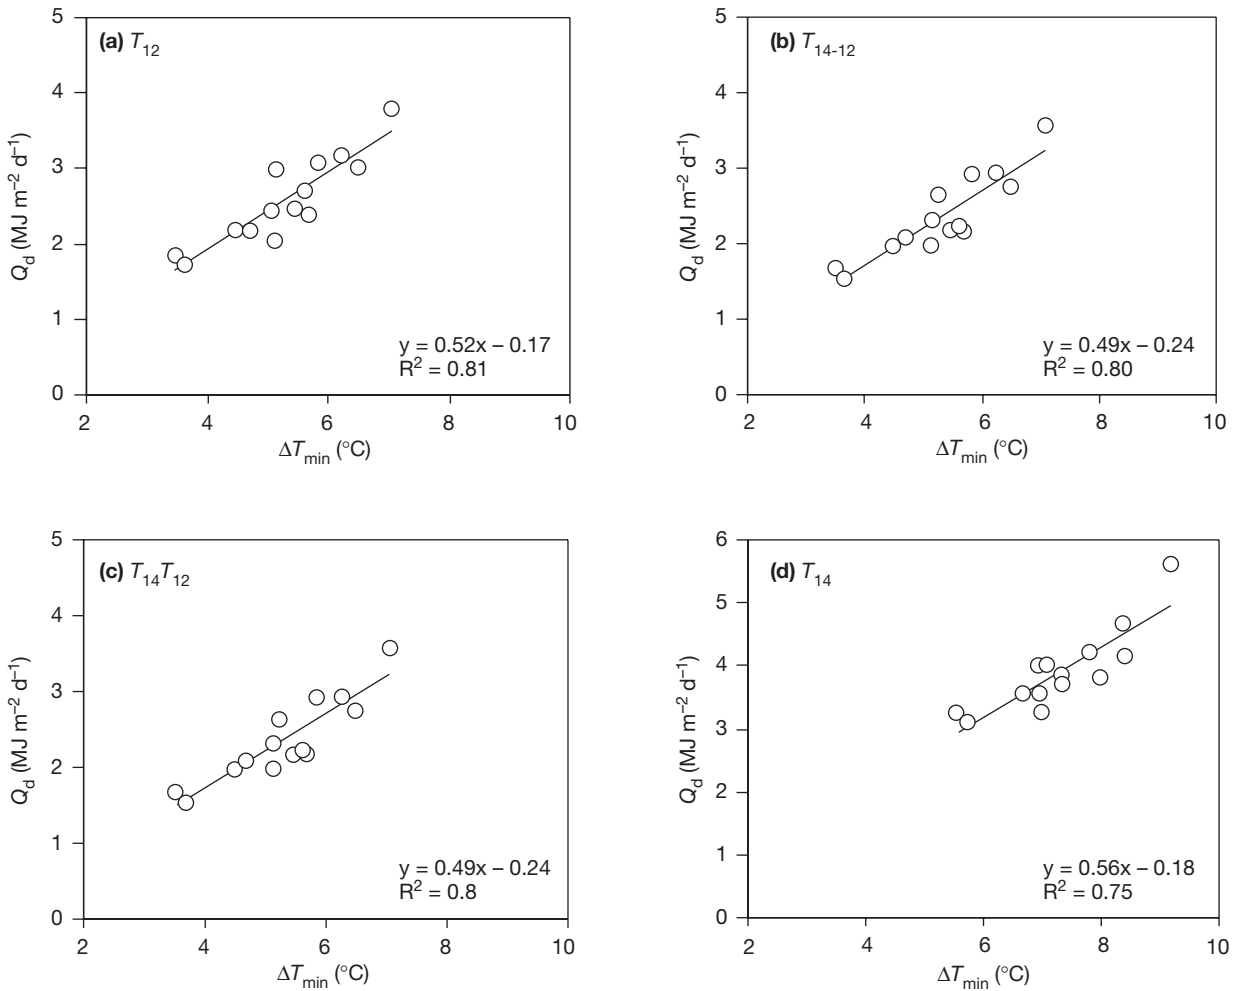 (a) T12
5
4
3
2
1
0
Qd (MJ m–2 d–1)
y = 0.52x – 0.17
R2 = 0.81
2 4 6 8 10
ΔTmin (°C)
(b) T14-12
5
4
3
2
1
0
Qd (MJ m–2 d–1)
y = 0.49x – 0.24
R2 = 0.80
2 4 6 8 10
ΔTmin (°C)
(c) T14T12
5
4
3
2
1
0
Qd (MJ m–2 d–1)
y = 0.49x – 0.24
R2 = 0.8
2 4 6 8 10
ΔTmin (°C)
(d) T14
6
5
4
3
2
1
0
Qd (MJ m–2 d–1)
y = 0.56x – 0.18
R2 = 0.75
2 4 6 8 10
ΔTmin (°C)